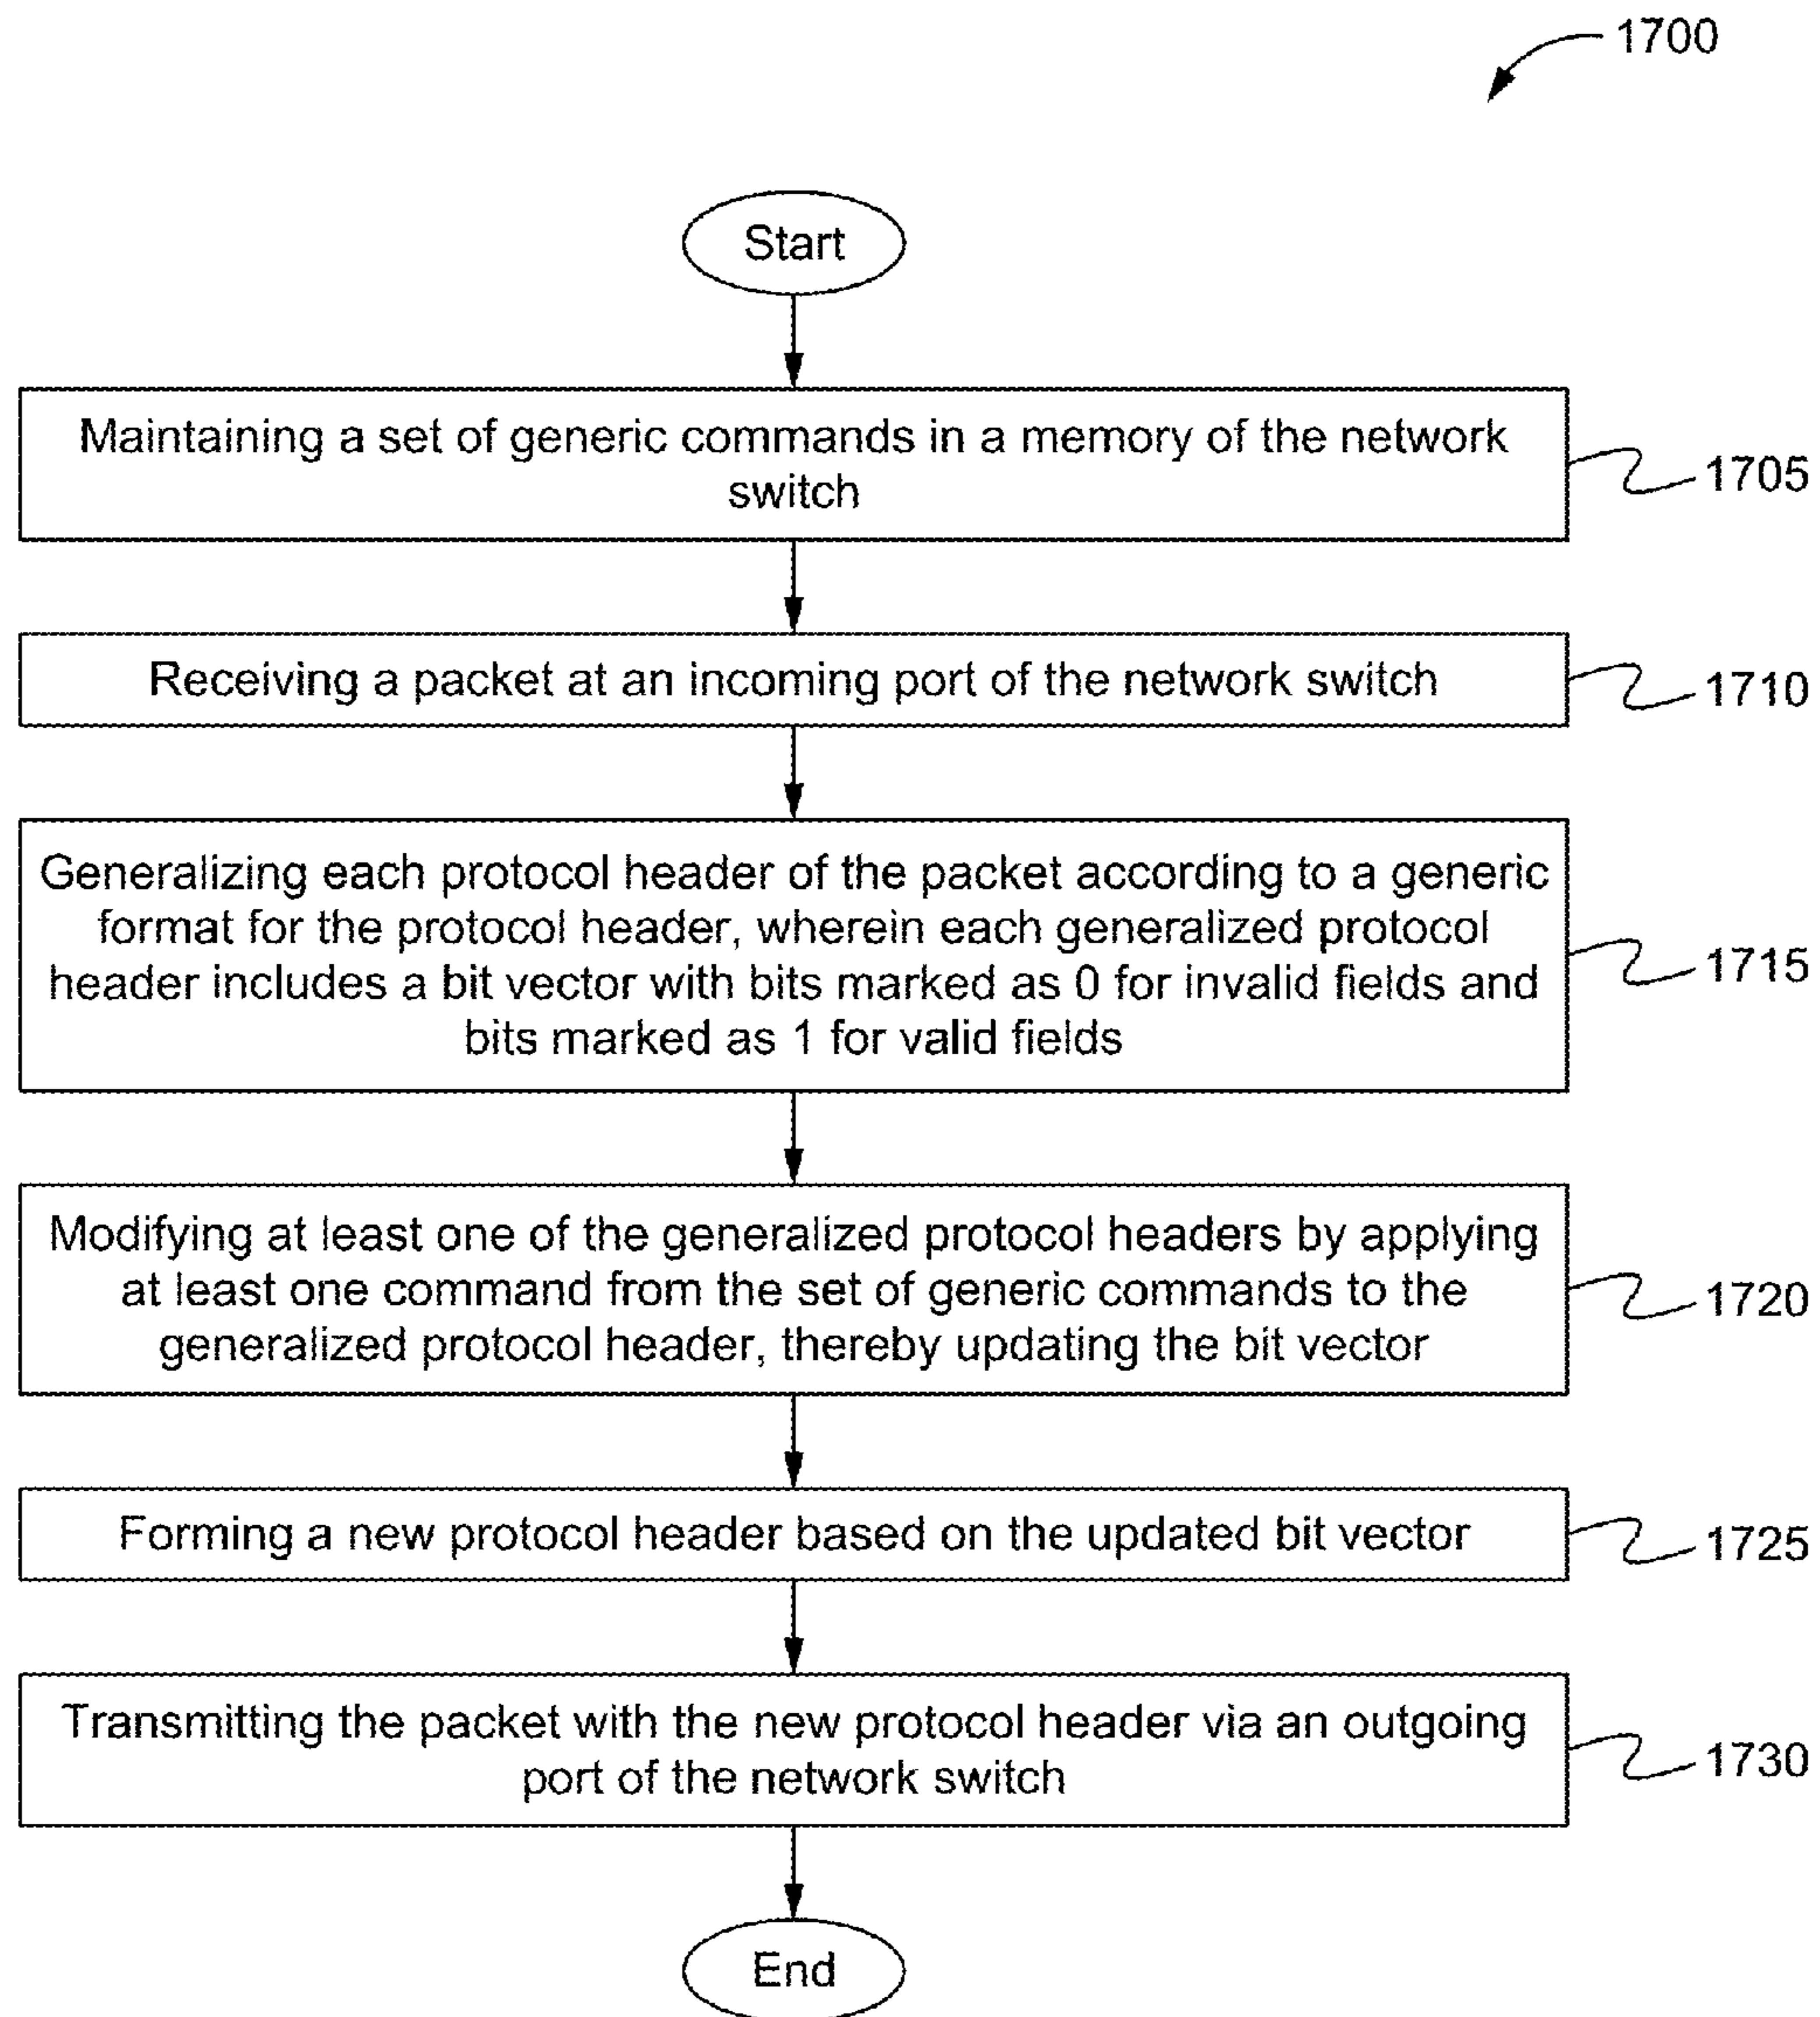 1700
Start
Maintaining a set of generic commands in a memory of the network
switch
1705
Receiving a packet at an incoming port of the network switch
1710
Generalizing each protocol header of the packet according to a generic
format for the protocol header, wherein each generalized protocol
header includes a bit vector with bits marked as 0 for invalid fields and
bits marked as 1 for valid fields
1715
Modifying at least one of the generalized protocol headers by applying
at least one command from the set of generic commands to the
generalized protocol header, thereby updating the bit vector
1720
Forming a new protocol header based on the updated bit vector
1725
Transmitting the packet with the new protocol header via an outgoing
port of the network switch
1730
End